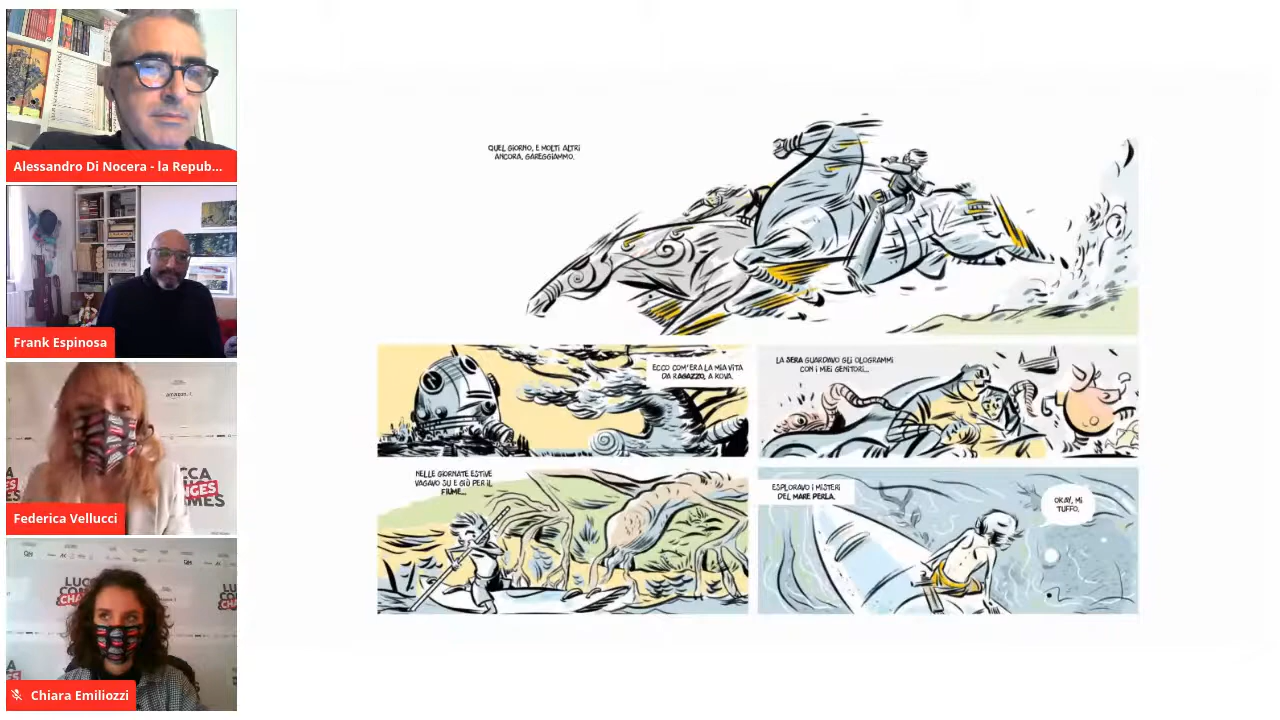 Alessandro Di Nocera - la Repub...
Frank Espinosa
Federica Vellucci
Chiara Emiliozzi
QUEL GIORNO, E MOLTI ALTRI
ANCORA, GAREGGIAMMO.
ECCO COM'ERA LA MIA VITA
DA RAGAZZO, A KOVA.
LA SERA GUARDAVO GLI OLOGRAMMI
CON I MIEI GENITORI...
NELLE GIORNATE ESTIVE
VAGAVO SU E GIÙ PER IL
FIUME...
ESPLORAVO I MISTERI
DEL MARE PERLA.
OKAY, MI
TUFFO.